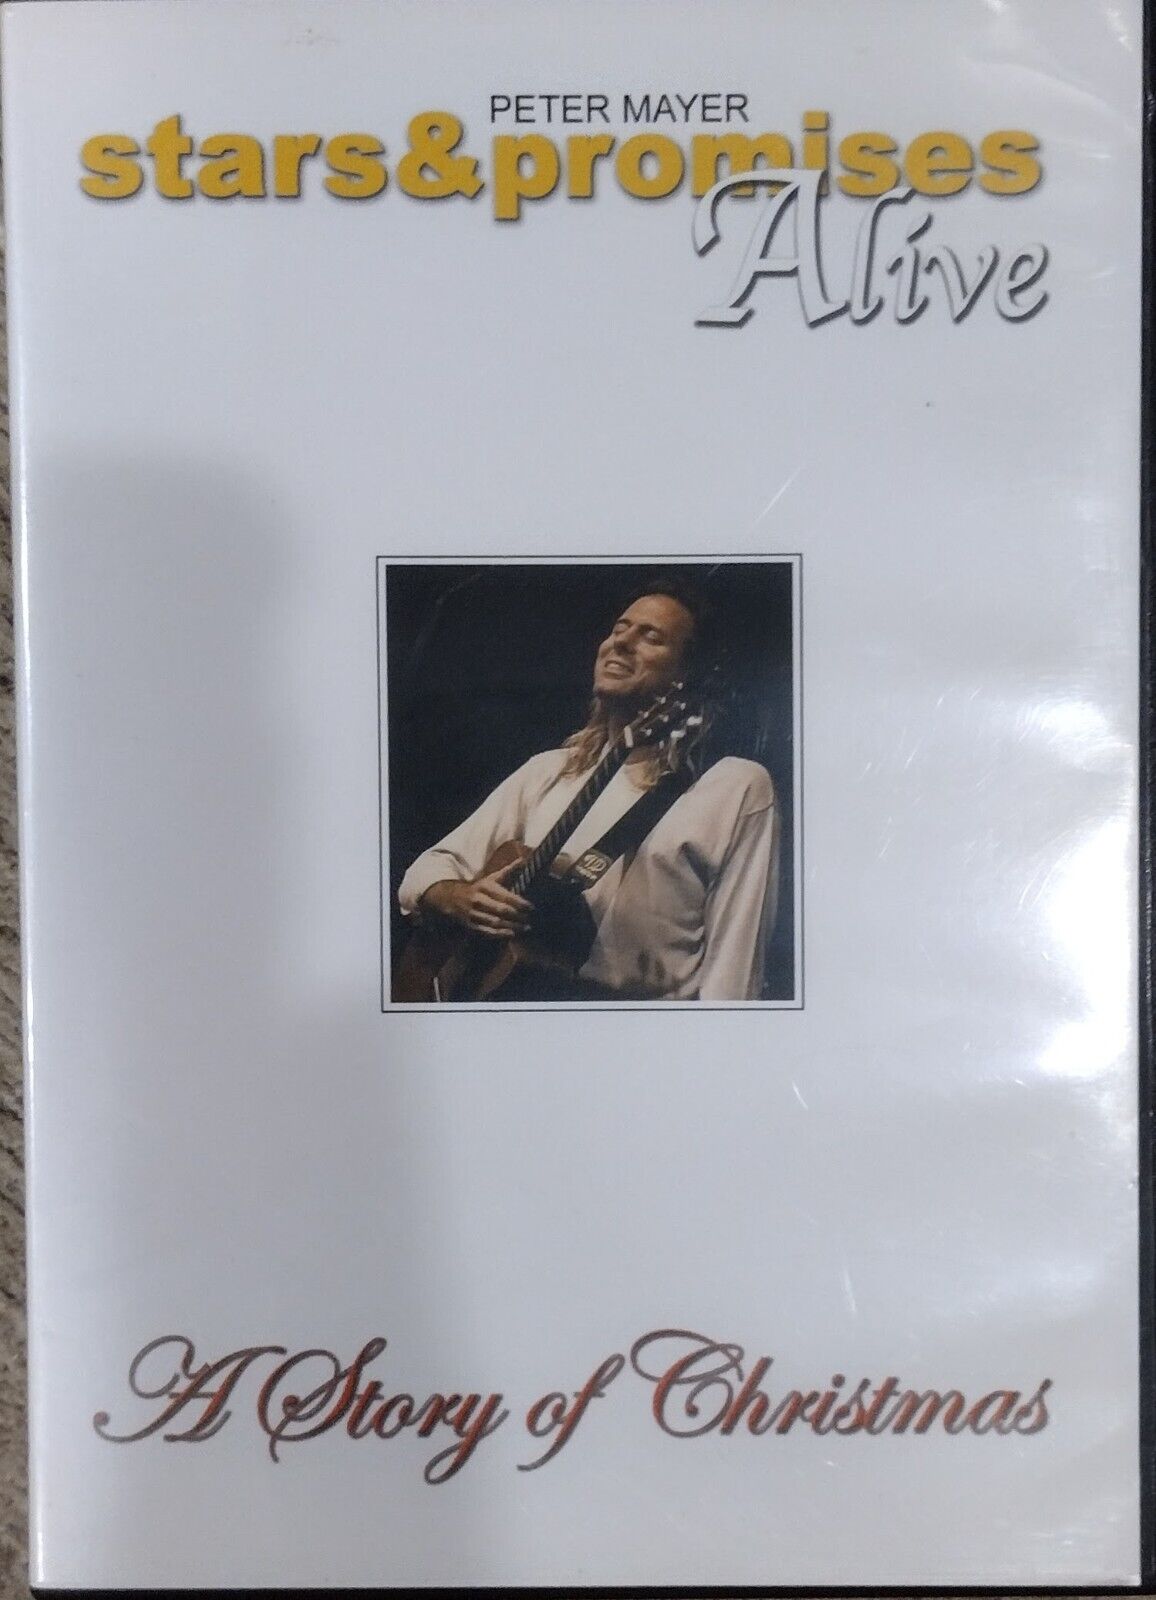 PETER MAYER
stars&promises
Alive
A Story of Christmas